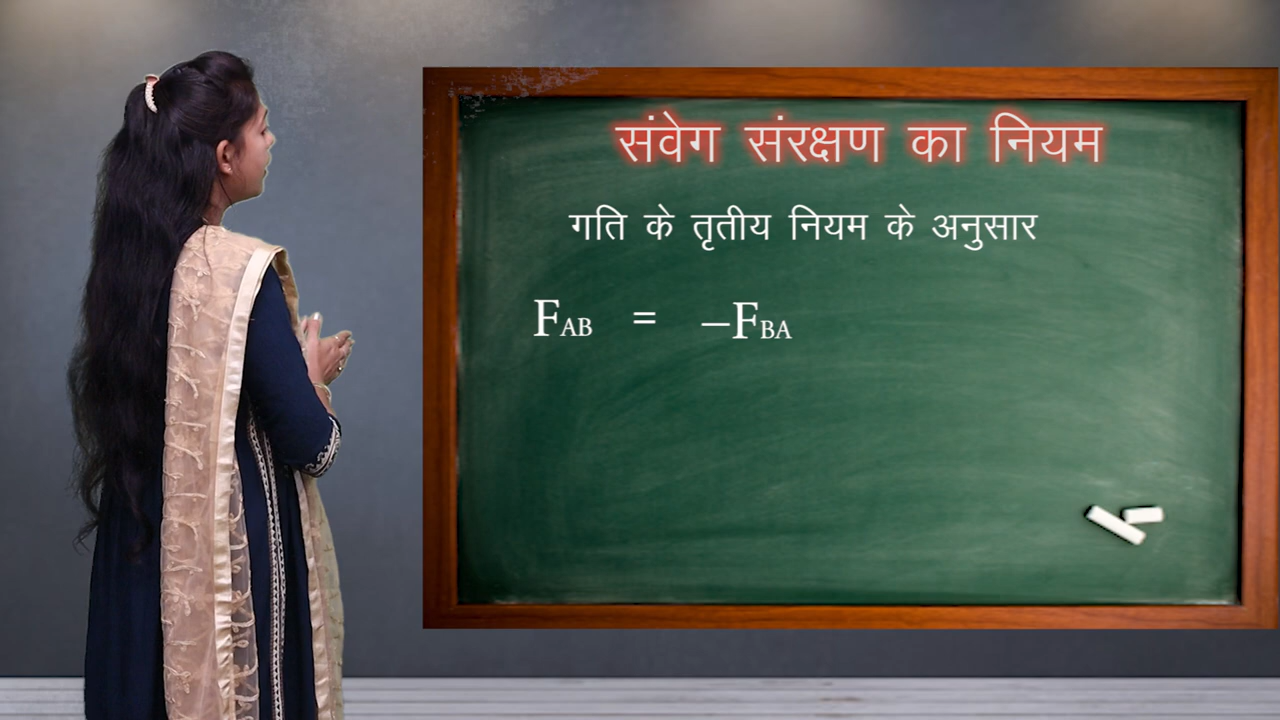 संवेग संरक्षण का नियम
गति के तृतीय नियम के अनुसार
FAB = –FBA